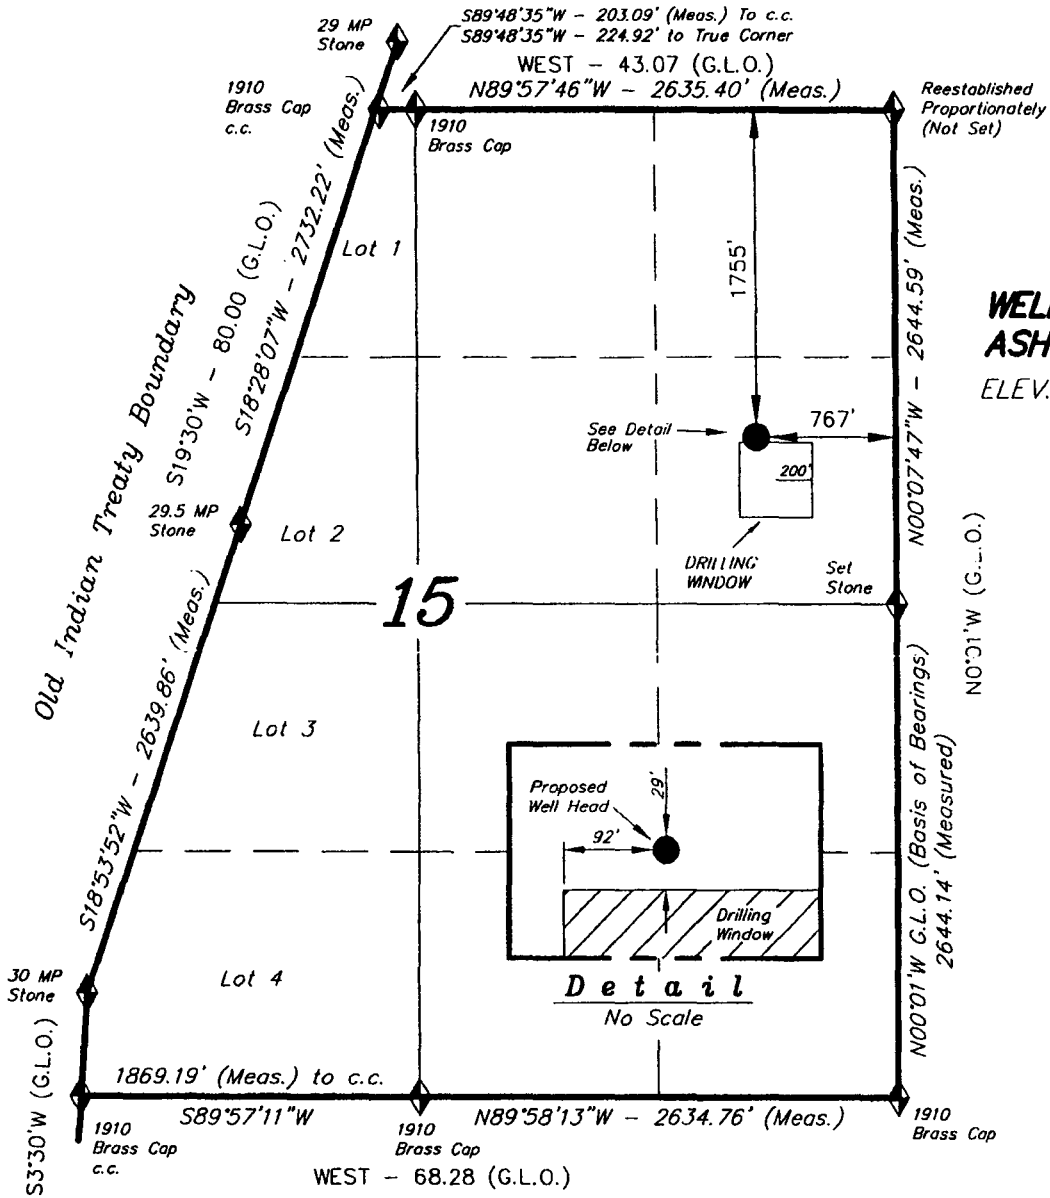 S89°48'35"W - 203.09' (Meas.) To c.c.
S89°48'35"W - 224.92' to True Corner
29 MP
Stone
WEST - 43.07 (G.L.O.)
N89°57'46"W - 2635.40' (Meas.)
1910
Brass Cap
c.c.
1910
Brass Cap
Reestablished
Proportionately
(Not Set)
Lot 1
S18°28'07"W - 2732.22' (Meas.)
S19°30'W - 80.00 (G.L.O.)
Old Indian Treaty Boundary
1755'
N00°07'47"W - 2644.59' (Meas.)
ASH
ELEV.
See Detail
Below
767'
200'
29.5 MP
Stone
Lot 2
DRILLING
WINDOW
Set
Stone
15
N0°01'W (G.L.O.)
S18°53'52"W - 2639.86' (Meas.)
Lot 3
Proposed
Well Head
29'
92'
Drilling
Window
Detail
No Scale
N00°01'W G.L.O. (Basis of Bearings)
2644.14' (Measured)
30 MP
Stone
Lot 4
S3°30'W (G.L.O.)
1869.19' (Meas.) to c.c.
S89°57'11"W
N89°58'13"W - 2634.76' (Meas.)
1910
Brass Cap
c.c.
1910
Brass Cap
1910
Brass Cap
WEST - 68.28 (G.L.O.)